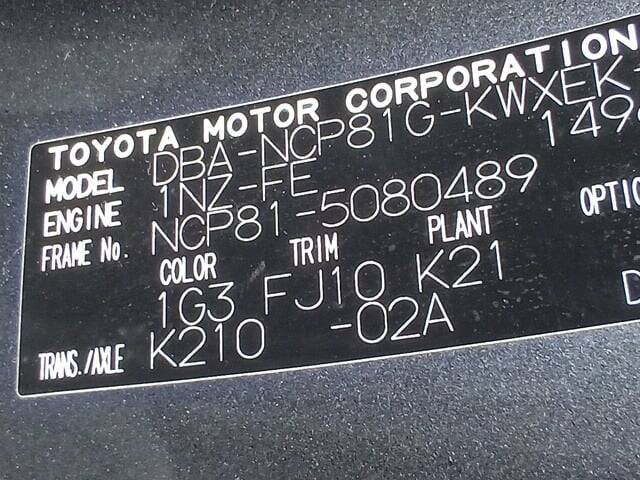 TOYOTA MOTOR CORPORATION
MODEL DBA-NCP81G-KWXEK
ENGINE 1NZ-FE 149
FRAME No. NCP81-5080489
COLOR TRIM PLANT OPTIO
1G3 FJ10 K21
TRANS./AXLE K210 -02A D